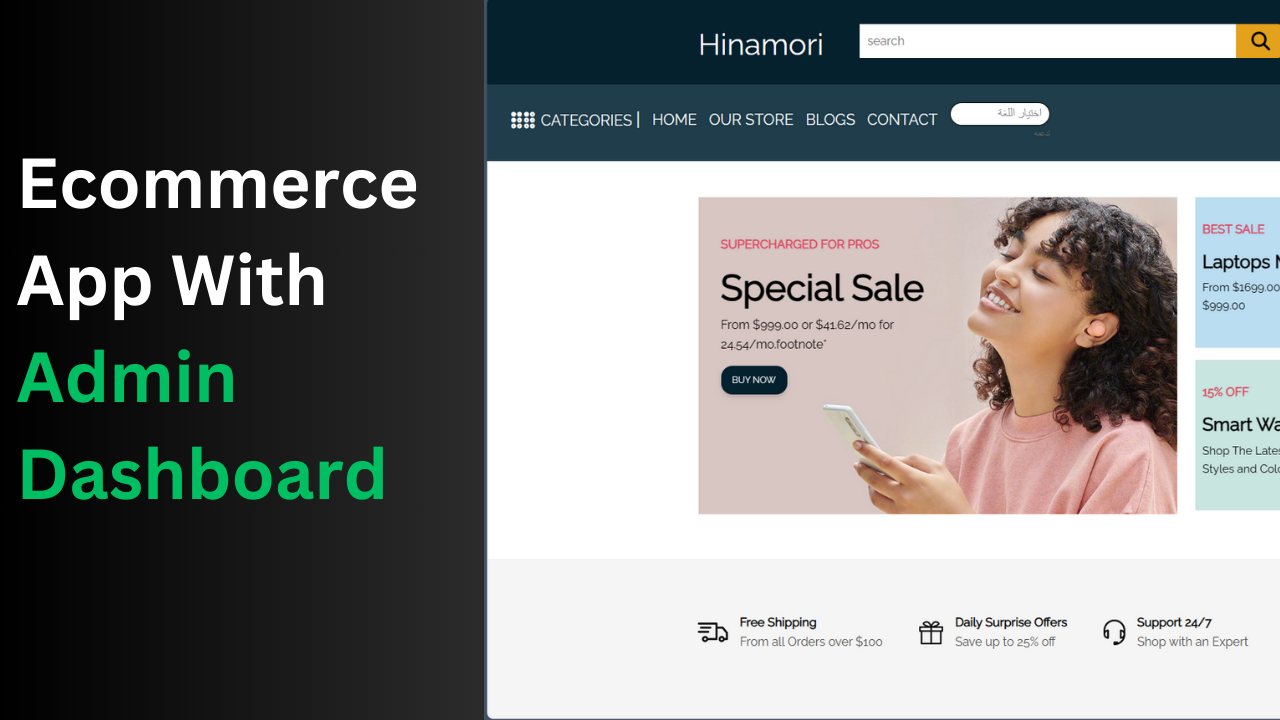 Ecommerce
App With
Admin
Dashboard
Hinamori
search
CATEGORIES | HOME OUR STORE BLOGS CONTACT
اختيار اللغة
SUPERCHARGED FOR PROS
Special Sale
From $999.00 or $41.62/mo for
24.54/mo.footnote*
BUY NOW
BEST SALE
Laptops
From $1699.00
$999.00
15% OFF
Smart
Shop The
Styles and
Free Shipping
From all Orders over $100
Daily Surprise Offers
Save up to 25% off
Support 24/7
Shop with an Expert